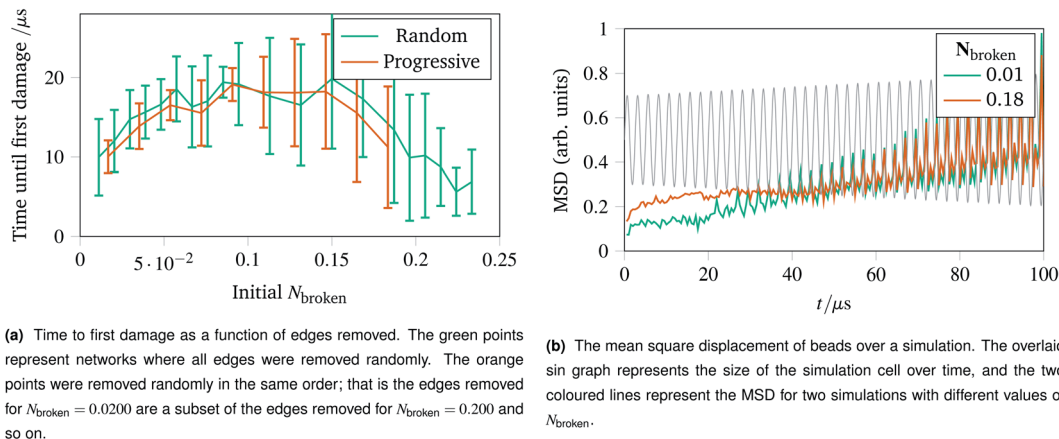 Time until first damage /μs
20
10
0
0
5·10⁻²
0.1
0.15
0.2
0.25
Initial N_broken
Random
Progressive
(a) Time to first damage as a function of edges removed. The green points
represent networks where all edges were removed randomly. The orange
points were removed randomly in the same order; that is the edges removed
for N_broken = 0.0200 are a subset of the edges removed for N_broken = 0.200 and
so on.
MSD (arb. units)
1
0.8
0.6
0.4
0.2
0
0
20
40
60
80
100
t/μs
N_broken
0.01
0.18
(b) The mean square displacement of beads over a simulation. The overlaid
sin graph represents the size of the simulation cell over time, and the two
coloured lines represent the MSD for two simulations with different values o
N_broken.